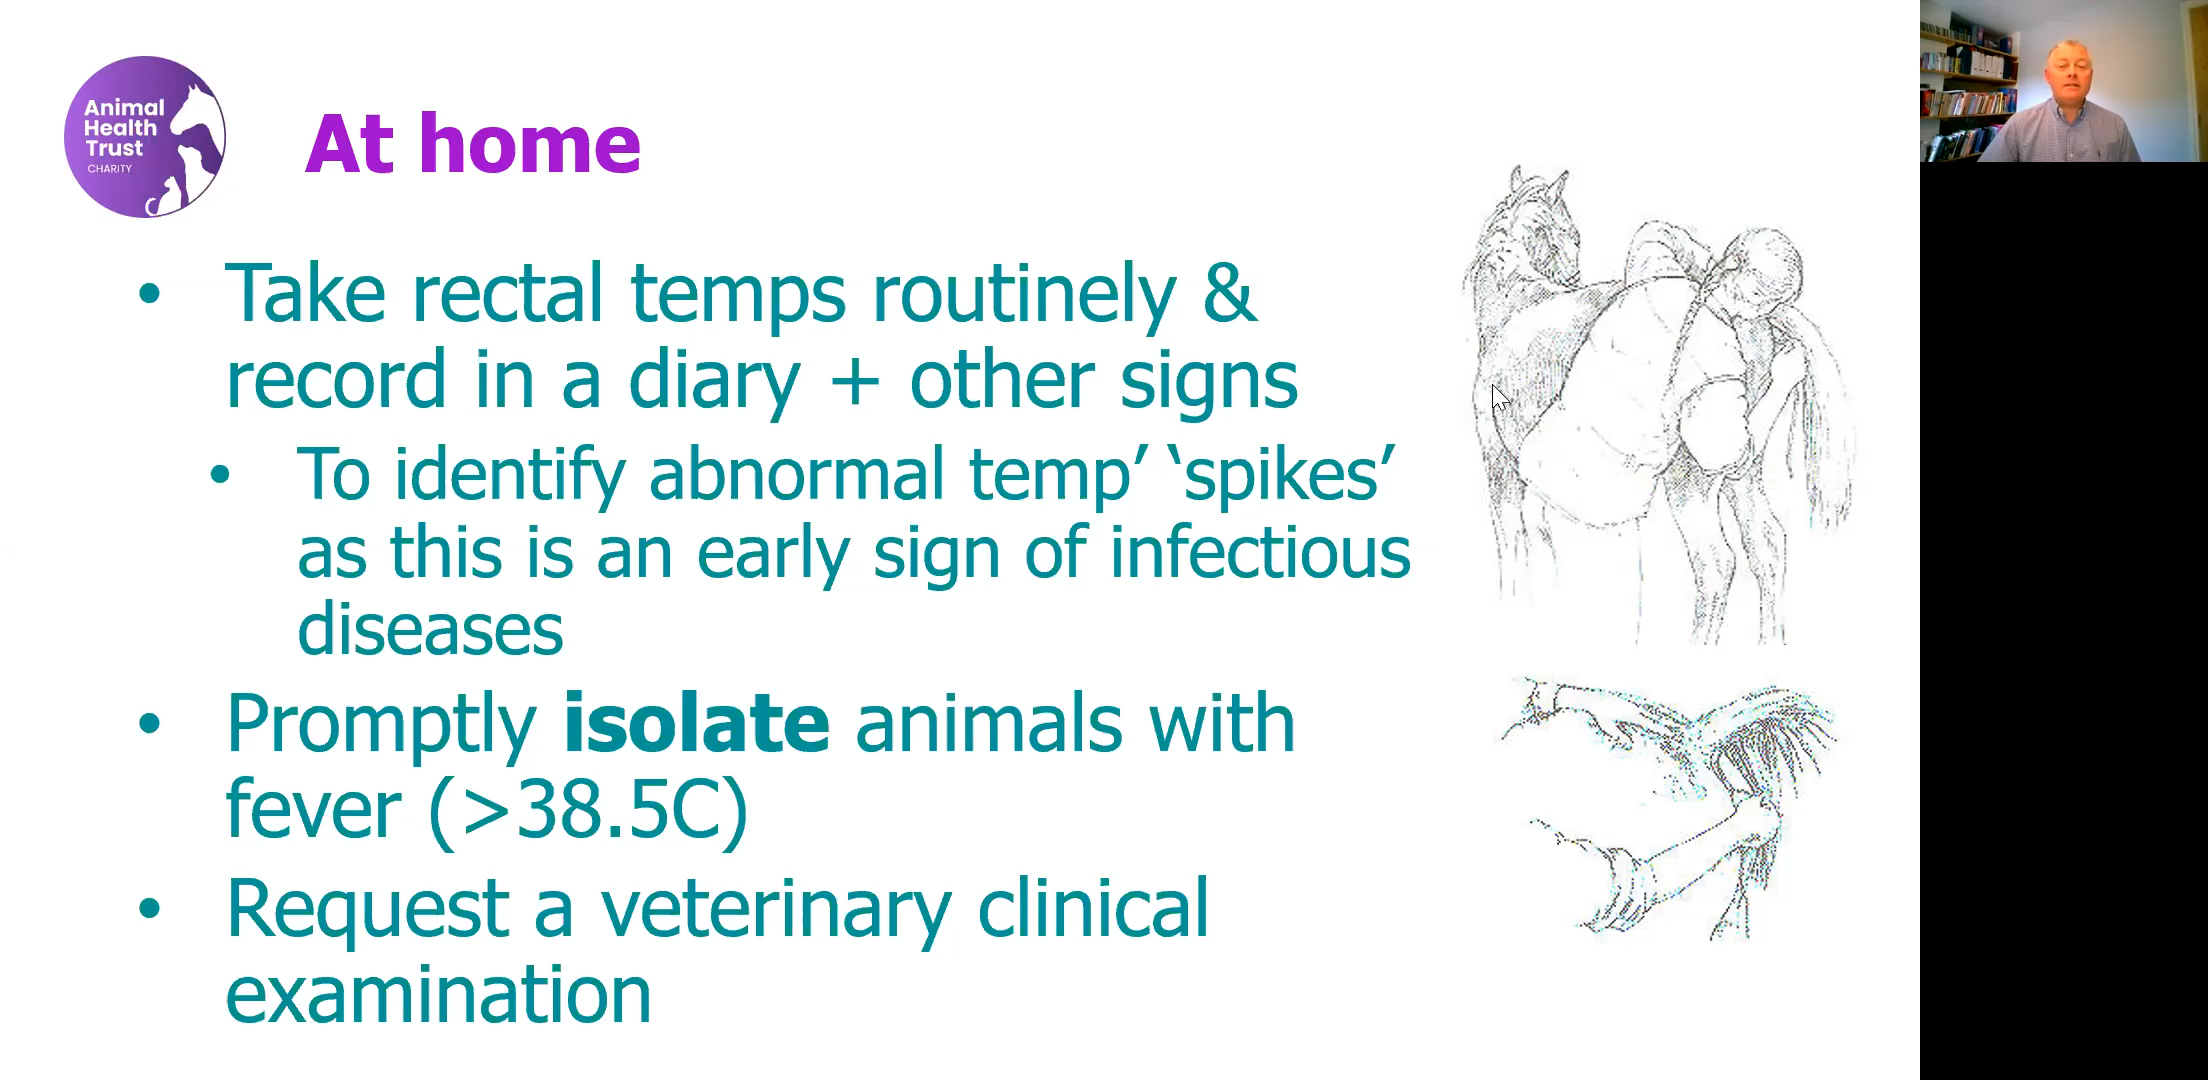 Animal
Health
Trust
CHARITY
At home
• Take rectal temps routinely &
record in a diary + other signs
• To identify abnormal temp’ ‘spikes’
as this is an early sign of infectious
diseases
• Promptly isolate animals with
fever (>38.5C)
• Request a veterinary clinical
examination